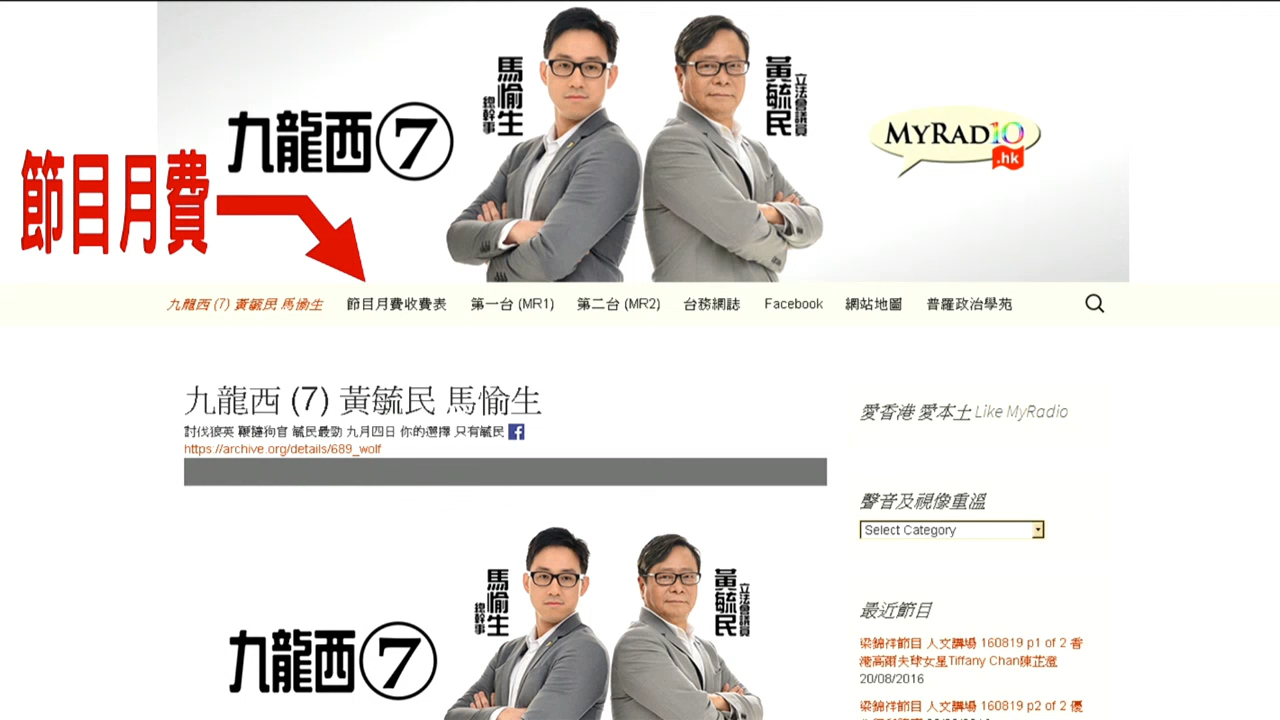 馬愉生
總幹事
黃毓民
立法會議員
九龍西 7
MYRAD10
.hk
節目月費
九龍西 (7) 黃毓民 馬愉生
節目月費收費表
第一台 (MR1)
第二台 (MR2)
台務網誌
Facebook
網站地圖
普羅政治學苑
九龍西 (7) 黃毓民 馬愉生
討伐狼英 鞭撻狗官 毓民最勁 九月四日 你的選擇 只有毓民
https://archive.org/details/689_wolf
愛香港 愛本土 Like MyRadio
聲音及視像重溫
Select Category
馬愉生
總幹事
黃毓民
立法會議員
九龍西 7
最近節目
梁錦祥節目 人文講場 160819 p1 of 2 香
港高爾夫球女星Tiffany Chan陳芷澄
20/08/2016
梁錦祥節目 人文講場 160819 p2 of 2 優